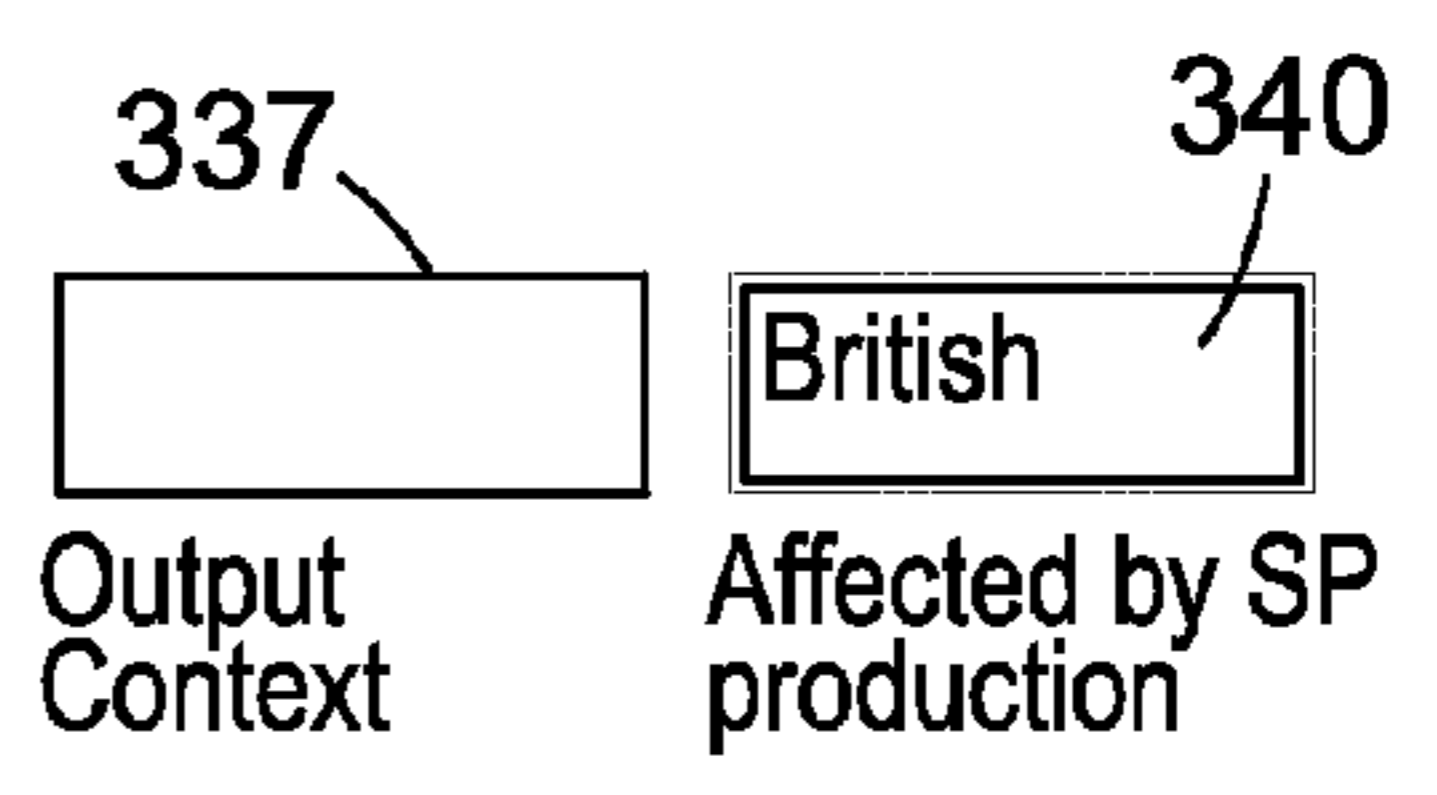 337
340
British
Output
Context
Affected by SP
production